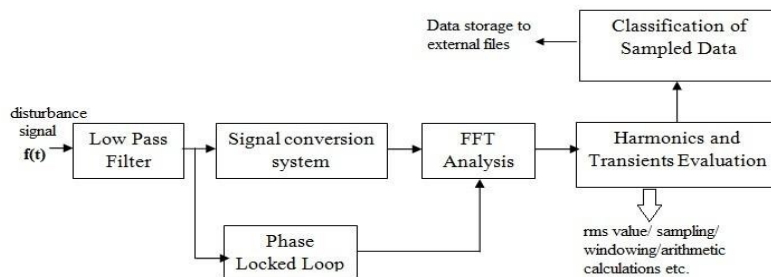 Data storage to
external files
Classification of
Sampled Data
disturbance
signal
f(t)
Low Pass
Filter
Signal conversion
system
FFT
Analysis
Harmonics and
Transients Evaluation
Phase
Locked Loop
rms value/ sampling/
windowing/arithmetic
calculations etc.